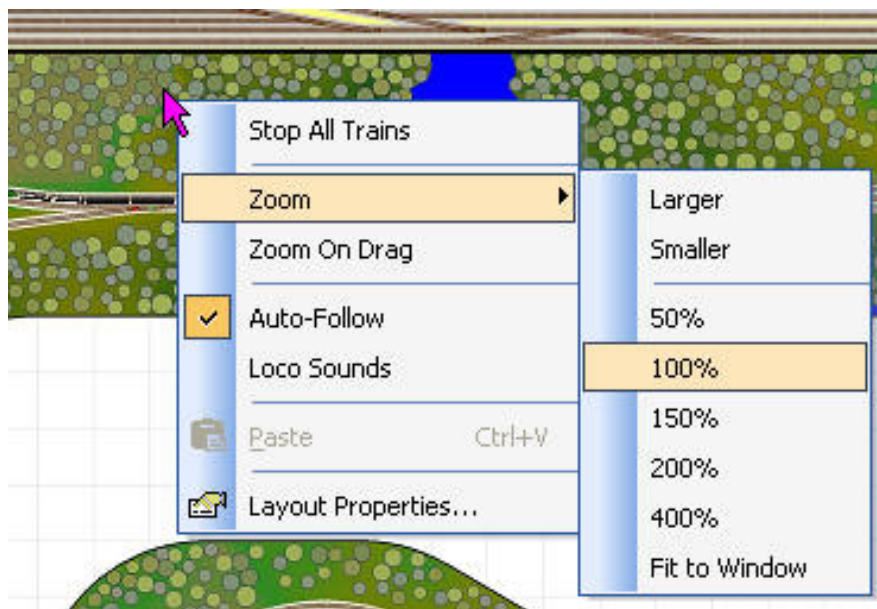 Stop All Trains
Zoom
Zoom On Drag
Auto-Follow
Loco Sounds
Paste Ctrl+V
Layout Properties...
Larger
Smaller
50%
100%
150%
200%
400%
Fit to Window